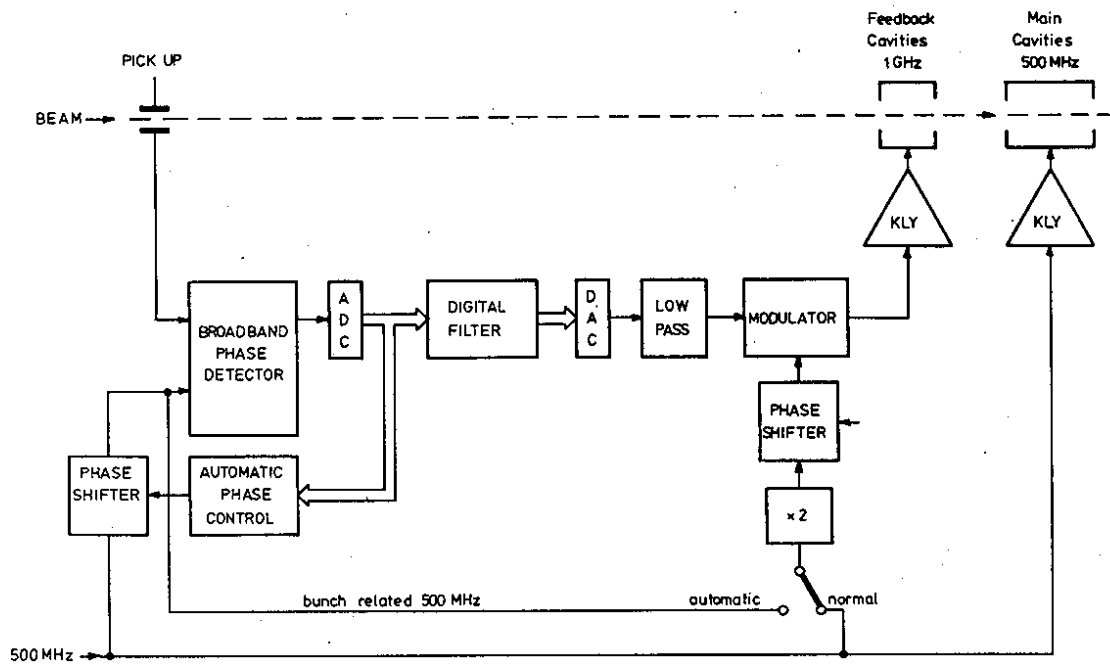 Feedback
Cavities
1GHz
Main
Cavities
500 MHz
PICK UP
BEAM
KLY
KLY
BROADBAND
PHASE
DETECTOR
A
D
C
DIGITAL
FILTER
D
A
C
LOW
PASS
MODULATOR
PHASE
SHIFTER
PHASE
SHIFTER
AUTOMATIC
PHASE
CONTROL
×2
bunch related 500 MHz
automatic
normal
500 MHz